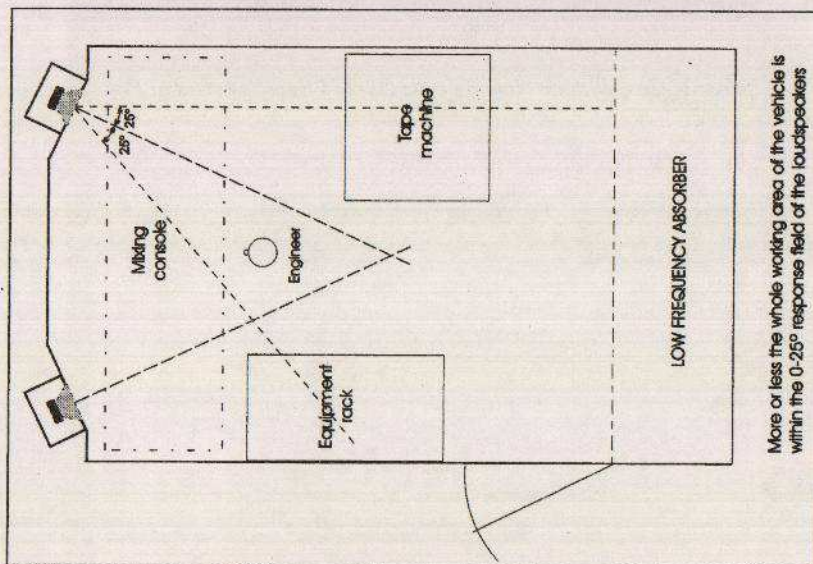 25° 25°
Mixing
console
Engineer
Tape
machine
Equipment
rack
LOW FREQUENCY ABSORBER
More or less the whole working area of the vehicle is
within the 0-25° response field of the loudspeakers